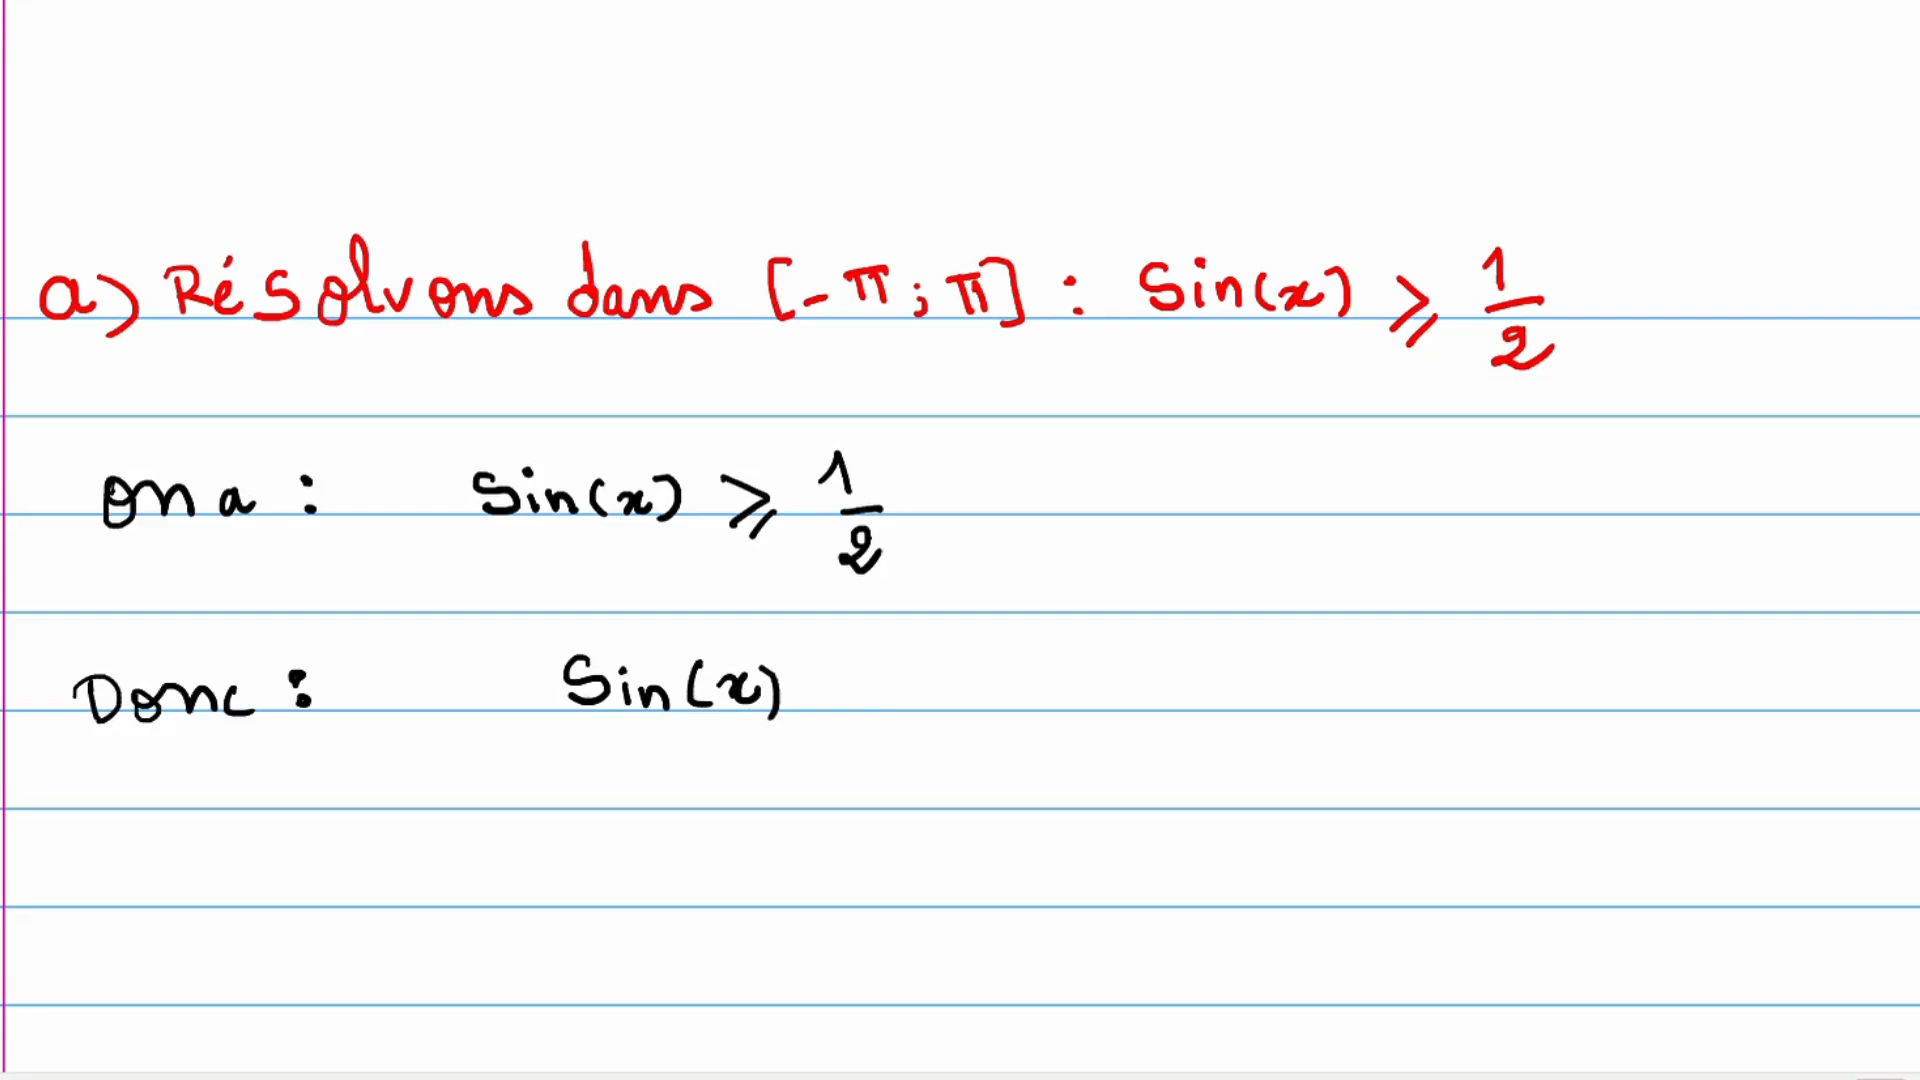 a) Résolvons dans [-π ; π] : Sin(x) ⩾ 1/2
On a : Sin(x) ⩾ 1/2
Donc : Sin(x)